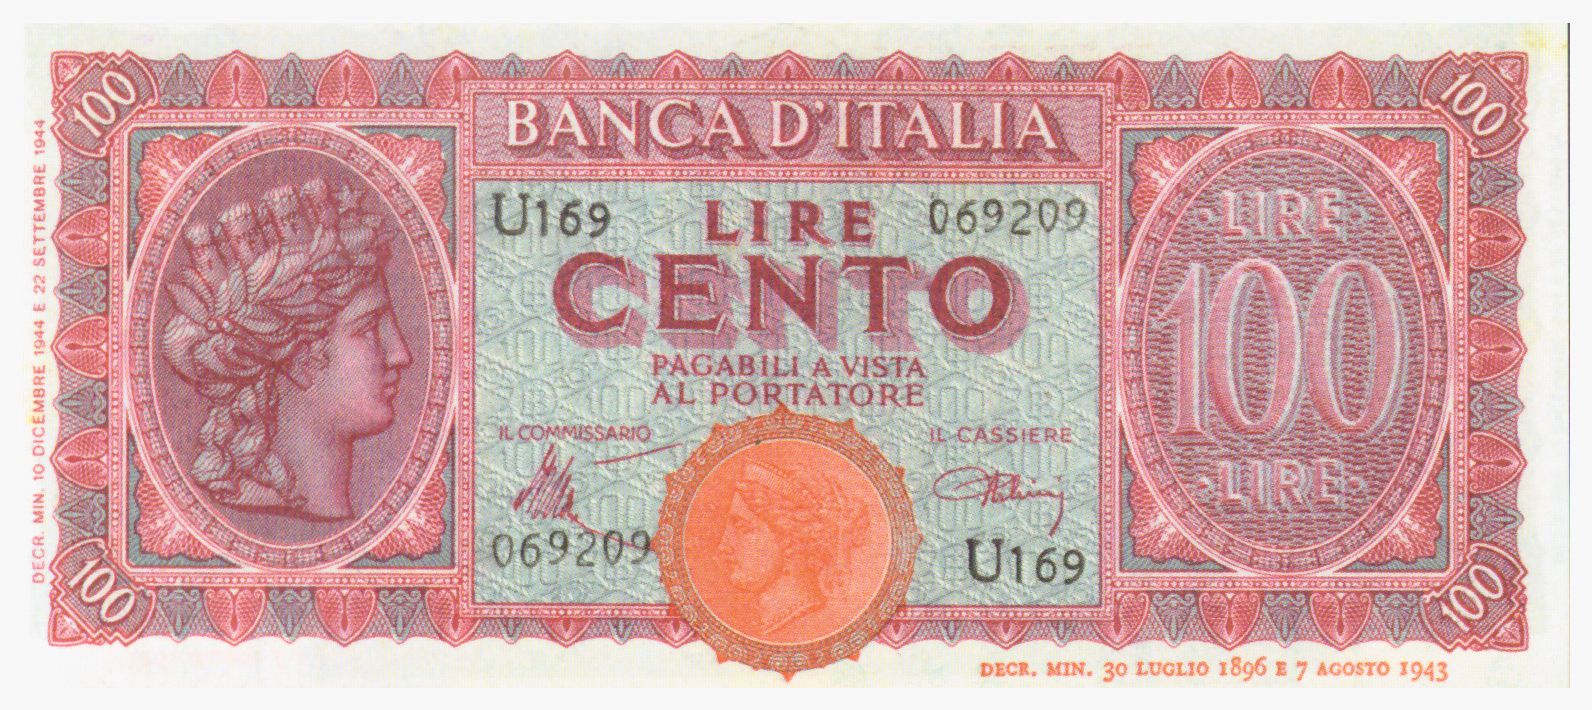 100
100
BANCA D'ITALIA
U169
LIRE
069209
CENTO
PAGABILI A VISTA
AL PORTATORE
IL COMMISSARIO
IL CASSIERE
069209
U169
LIRE
100
LIRE
100
100
DECR. MIN. 10 DICEMBRE 1944 E 22 SETTEMBRE 1944
DECR. MIN. 30 LUGLIO 1896 E 7 AGOSTO 1943